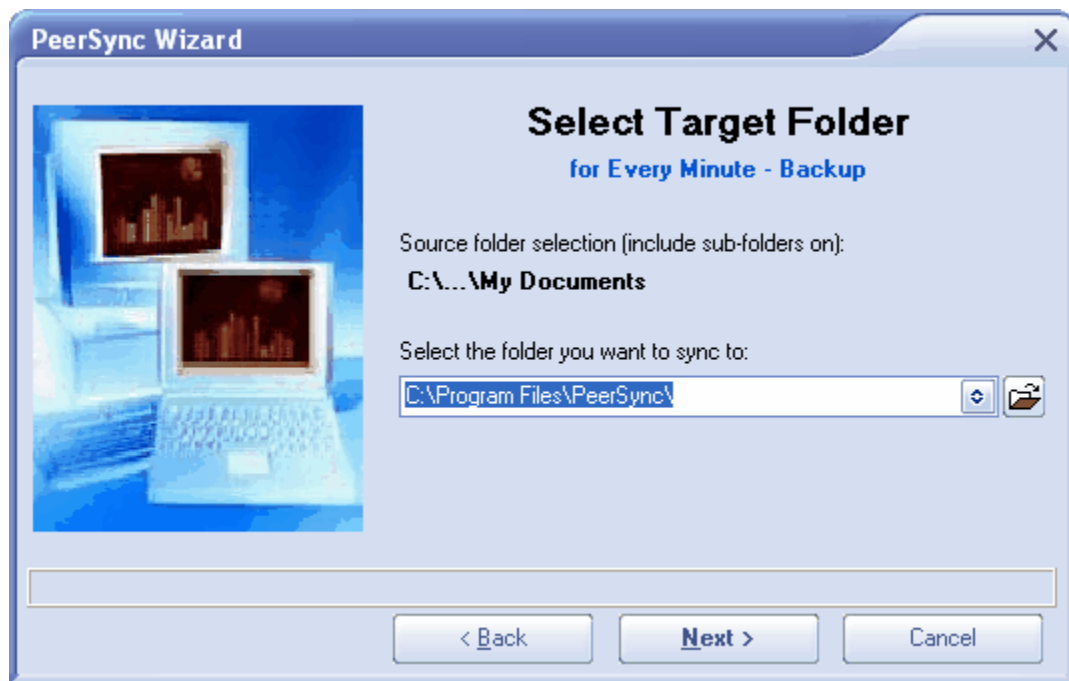 PeerSync Wizard
Select Target Folder
for Every Minute - Backup
Source folder selection (include sub-folders on):
C:\...\My Documents
Select the folder you want to sync to:
C:\Program Files\PeerSync\
< Back
Next >
Cancel